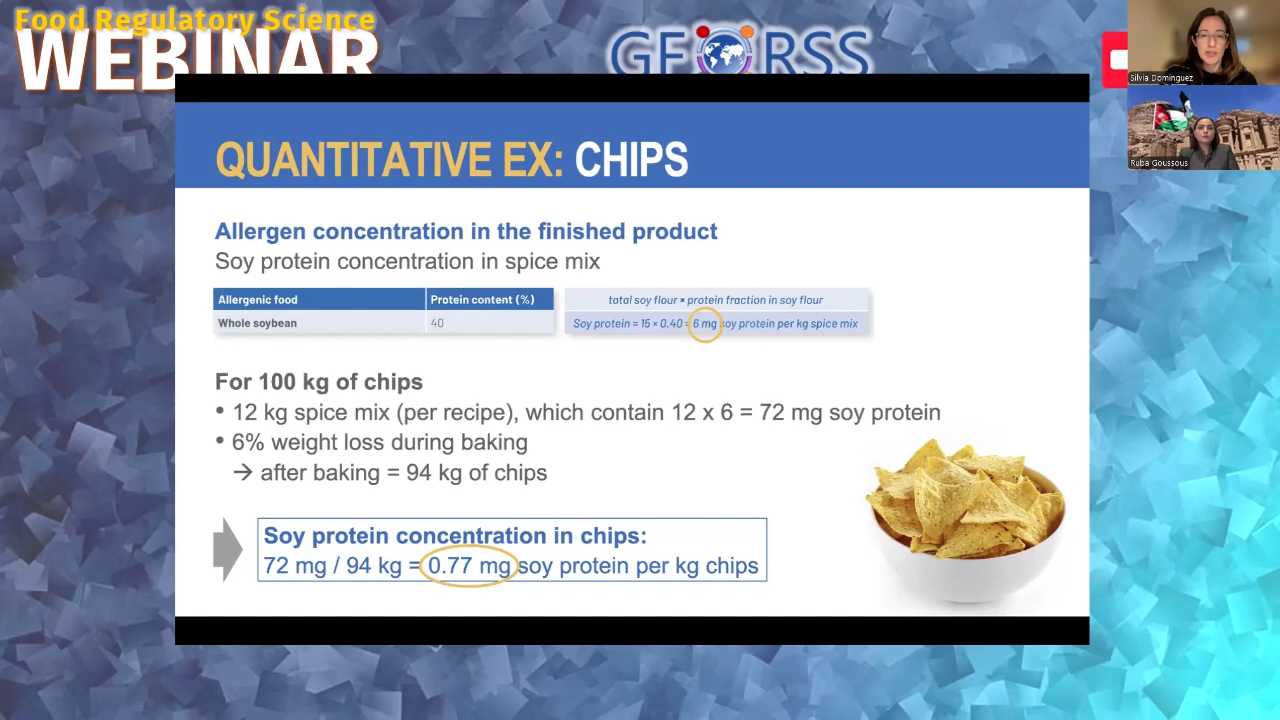 Food Regulatory Science
WEBINAR
GFORSS
Silvia Dominguez
Ruba Goussous
QUANTITATIVE EX: CHIPS
Allergen concentration in the finished product
Soy protein concentration in spice mix
Allergenic food Protein content (%)
Whole soybean 40
total soy flour × protein fraction in soy flour
Soy protein = 15 × 0.40 = 6 mg soy protein per kg spice mix
For 100 kg of chips
• 12 kg spice mix (per recipe), which contain 12 x 6 = 72 mg soy protein
• 6% weight loss during baking
→ after baking = 94 kg of chips
Soy protein concentration in chips:
72 mg / 94 kg = 0.77 mg soy protein per kg chips